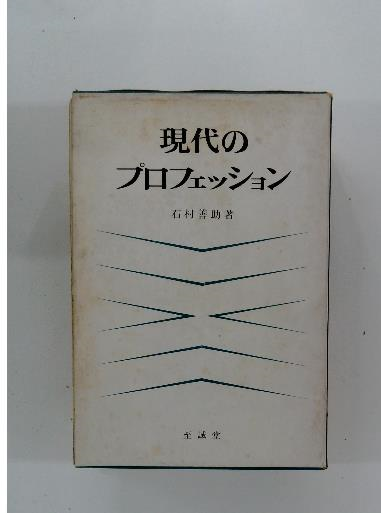 現代の
プロフェッション
石村善助著
至誠堂